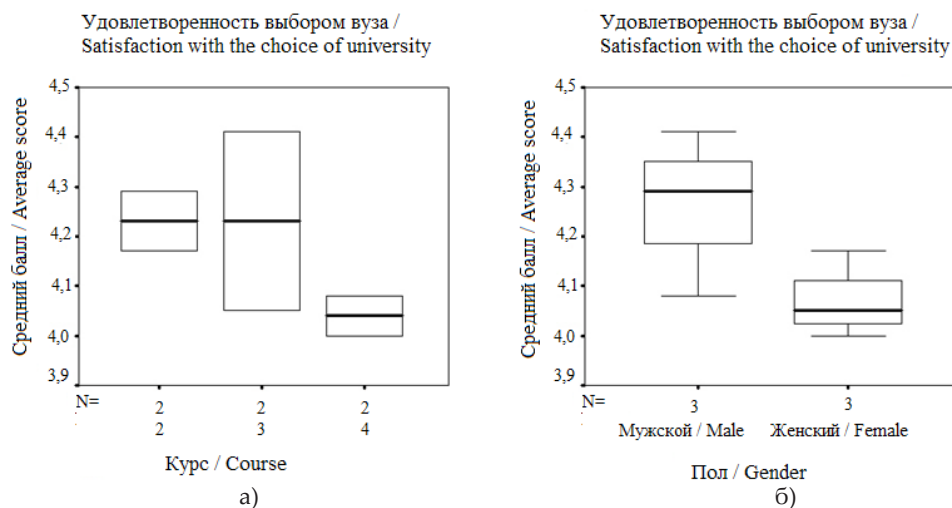 Удовлетворенность выбором вуза /
Satisfaction with the choice of university
Средний балл / Average score
4,5
4,4
4,3
4,2
4,1
4,0
3,9
N= 2 2 2
2 3 4
Курс / Course
а)
Удовлетворенность выбором вуза /
Satisfaction with the choice of university
Средний балл / Average score
4,5
4,4
4,3
4,2
4,1
4,0
3,9
N= 3 3
Мужской / Male Женский / Female
Пол / Gender
б)